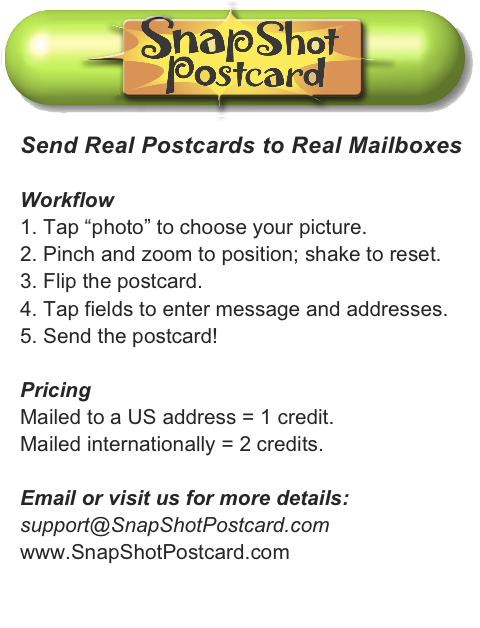 SnapShot
Postcard
Send Real Postcards to Real Mailboxes
Workflow
1. Tap “photo” to choose your picture.
2. Pinch and zoom to position; shake to reset.
3. Flip the postcard.
4. Tap fields to enter message and addresses.
5. Send the postcard!
Pricing
Mailed to a US address = 1 credit.
Mailed internationally = 2 credits.
Email or visit us for more details:
support@SnapShotPostcard.com
www.SnapShotPostcard.com